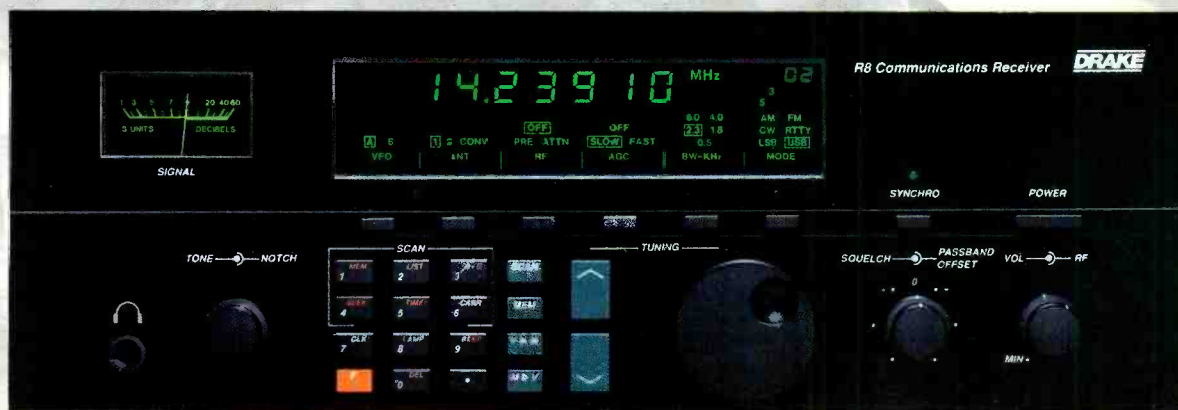 R8 Communications Receiver DRAKE
14.23910 MHz 02
3
5
1 3 5 7 9 20 40 60
S UNITS DECIBELS
SIGNAL
OFF OFF 6.0 4.0 AM FM
A B 1 2 CONV PRE ATTN SLOW FAST 2.3 1.8 CW RTTY
0.5 LSB USB
VFO ANT RF AGC BW-KHz MODE
SYNCHRO POWER
SCAN TUNING
TONE NOTCH
SQUELCH PASSBAND OFFSET VOL RF
1 MEM 2 LIST 3
4 5 TIME 6 CARR
7 CLR 8 LAMP 9 BEEP
0 DEL .
MEM
0
MIN